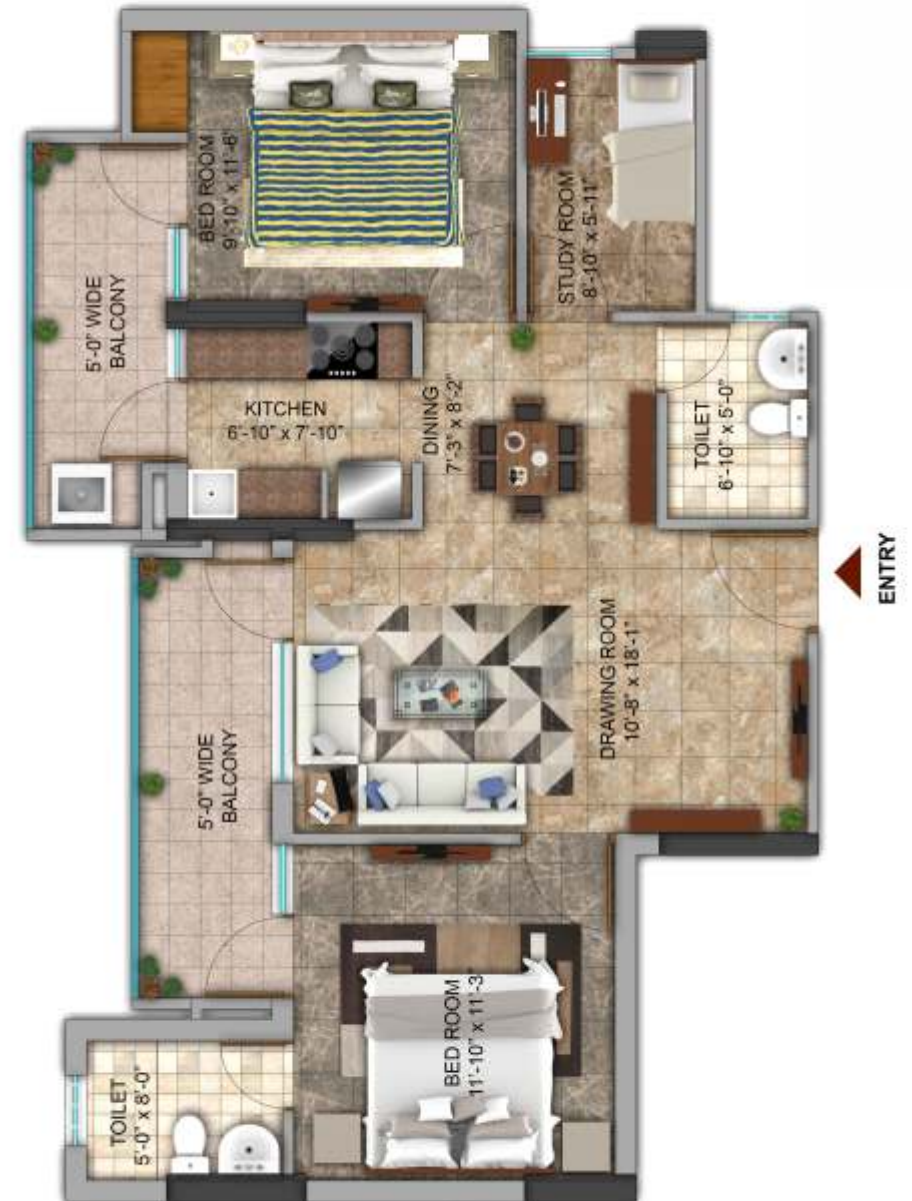 BED ROOM
9'-10" x 11'-6"
STUDY ROOM
8'-10" x 5'-11"
5'-0" WIDE
BALCONY
KITCHEN
6'-10" x 7'-10"
DINING
7'-3" x 8'-2"
TOILET
6'-10" x 5'-0"
ENTRY
DRAWING ROOM
10'-8" x 18'-1"
5'-0" WIDE
BALCONY
BED ROOM
11'-10" x 11'-3
TOILET
5'-0" x 8'-0"